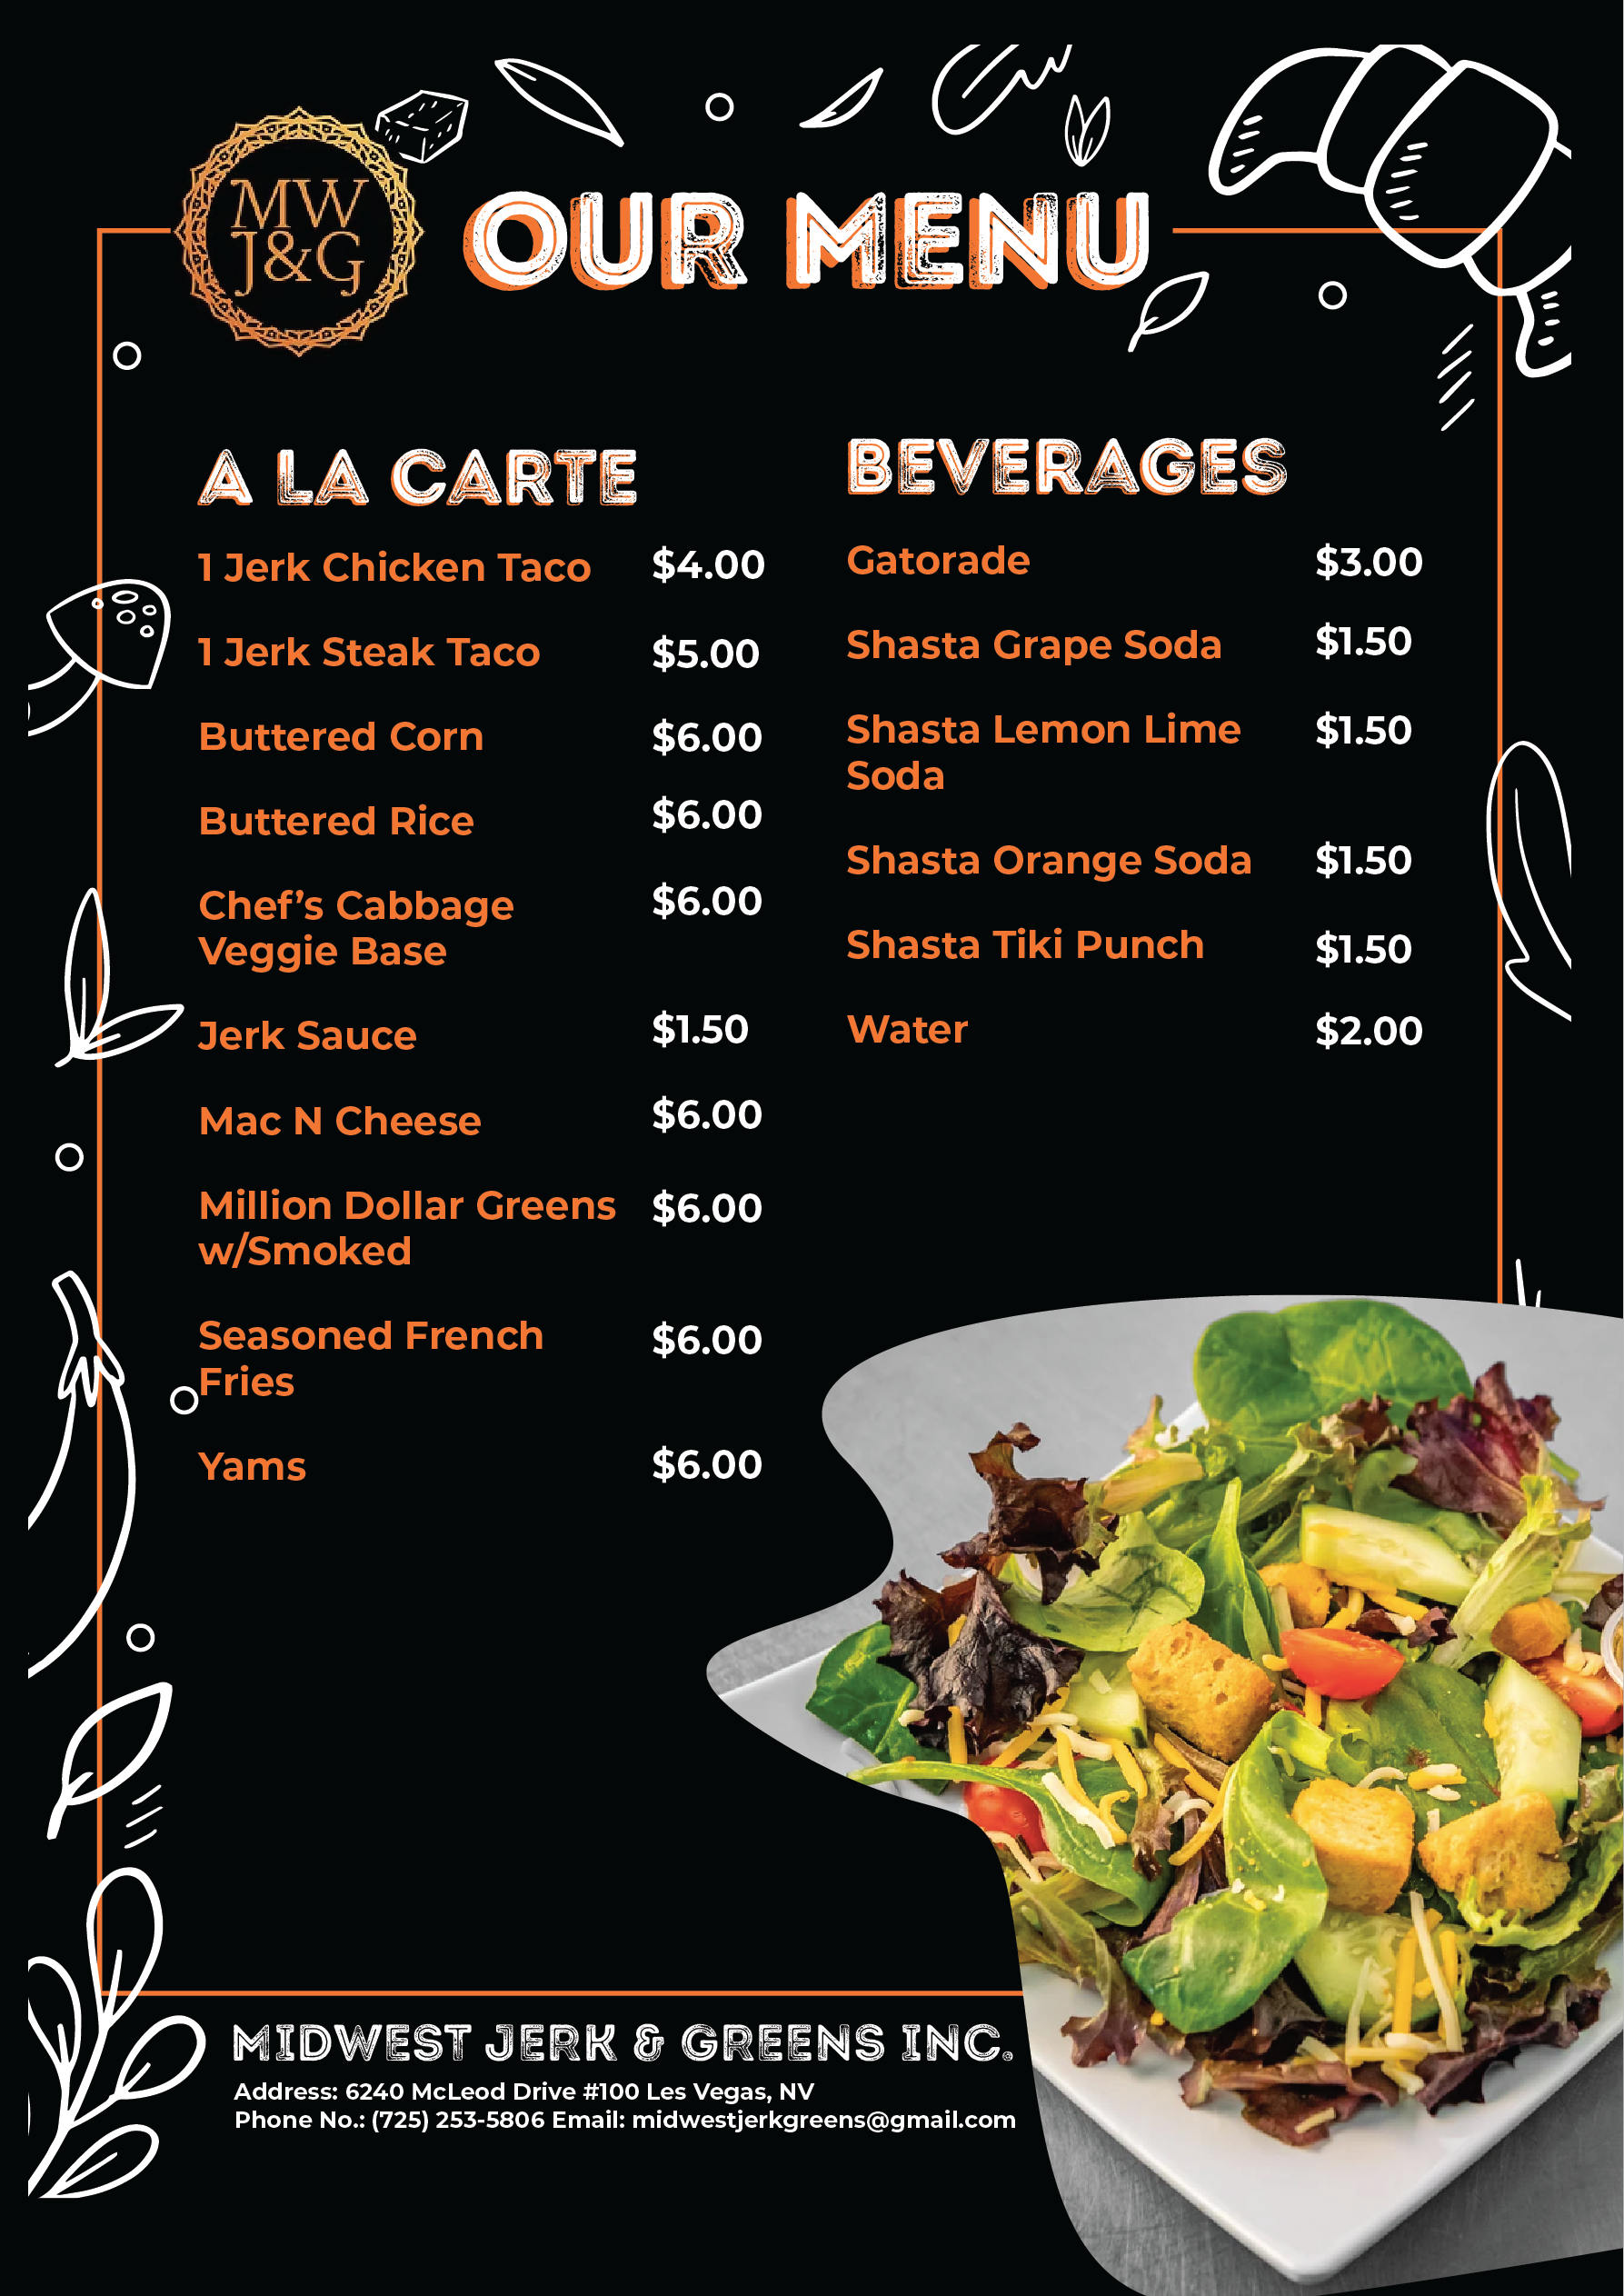 MW
J&G
OUR MENU
A LA CARTE
1 Jerk Chicken Taco $4.00
1 Jerk Steak Taco $5.00
Buttered Corn $6.00
Buttered Rice $6.00
Chef’s Cabbage $6.00
Veggie Base
Jerk Sauce $1.50
Mac N Cheese $6.00
Million Dollar Greens $6.00
w/Smoked
Seasoned French $6.00
Fries
Yams $6.00
BEVERAGES
Gatorade $3.00
Shasta Grape Soda $1.50
Shasta Lemon Lime $1.50
Soda
Shasta Orange Soda $1.50
Shasta Tiki Punch $1.50
Water $2.00
MIDWEST JERK & GREENS INC.
Address: 6240 McLeod Drive #100 Les Vegas, NV
Phone No.: (725) 253-5806 Email: midwestjerkgreens@gmail.com